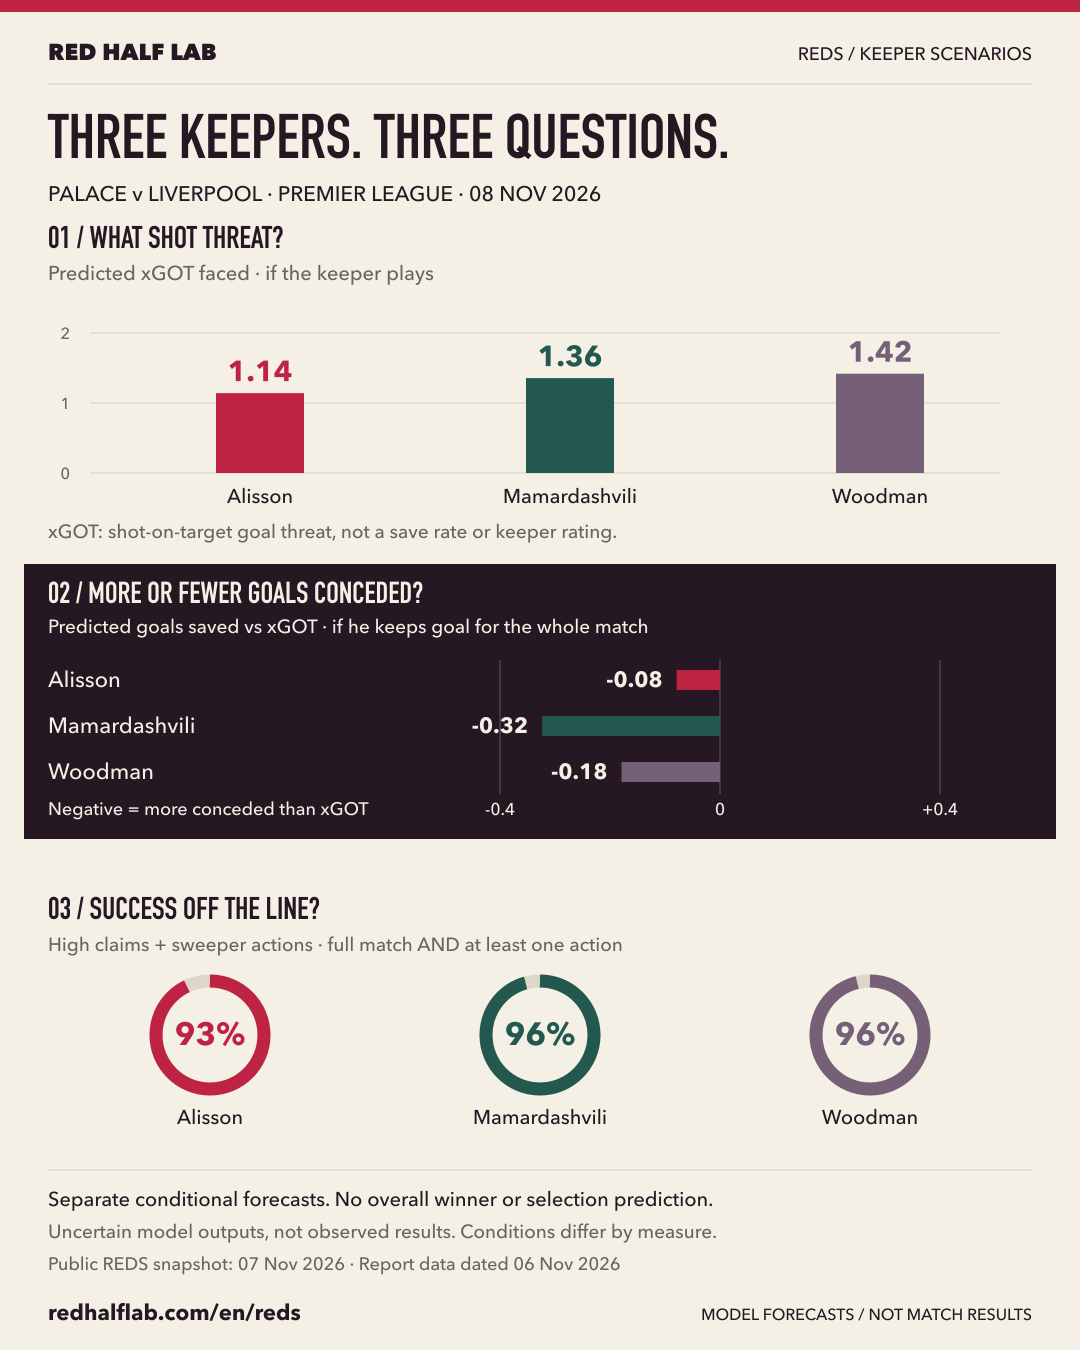 RED HALF LAB
REDS / KEEPER SCENARIOS
THREE KEEPERS. THREE QUESTIONS.
PALACE v LIVERPOOL · PREMIER LEAGUE · 08 NOV 2026
01 / WHAT SHOT THREAT?
Predicted xGOT faced · if the keeper plays
2
1
0
1.14
1.36
1.42
Alisson
Mamardashvili
Woodman
xGOT: shot-on-target goal threat, not a save rate or keeper rating.
02 / MORE OR FEWER GOALS CONCEDED?
Predicted goals saved vs xGOT · if he keeps goal for the whole match
Alisson
-0.08
Mamardashvili
-0.32
Woodman
-0.18
Negative = more conceded than xGOT
-0.4
0
+0.4
03 / SUCCESS OFF THE LINE?
High claims + sweeper actions · full match AND at least one action
93%
96%
96%
Alisson
Mamardashvili
Woodman
Separate conditional forecasts. No overall winner or selection prediction.
Uncertain model outputs, not observed results. Conditions differ by measure.
Public REDS snapshot: 07 Nov 2026 · Report data dated 06 Nov 2026
redhalflab.com/en/reds
MODEL FORECASTS / NOT MATCH RESULTS